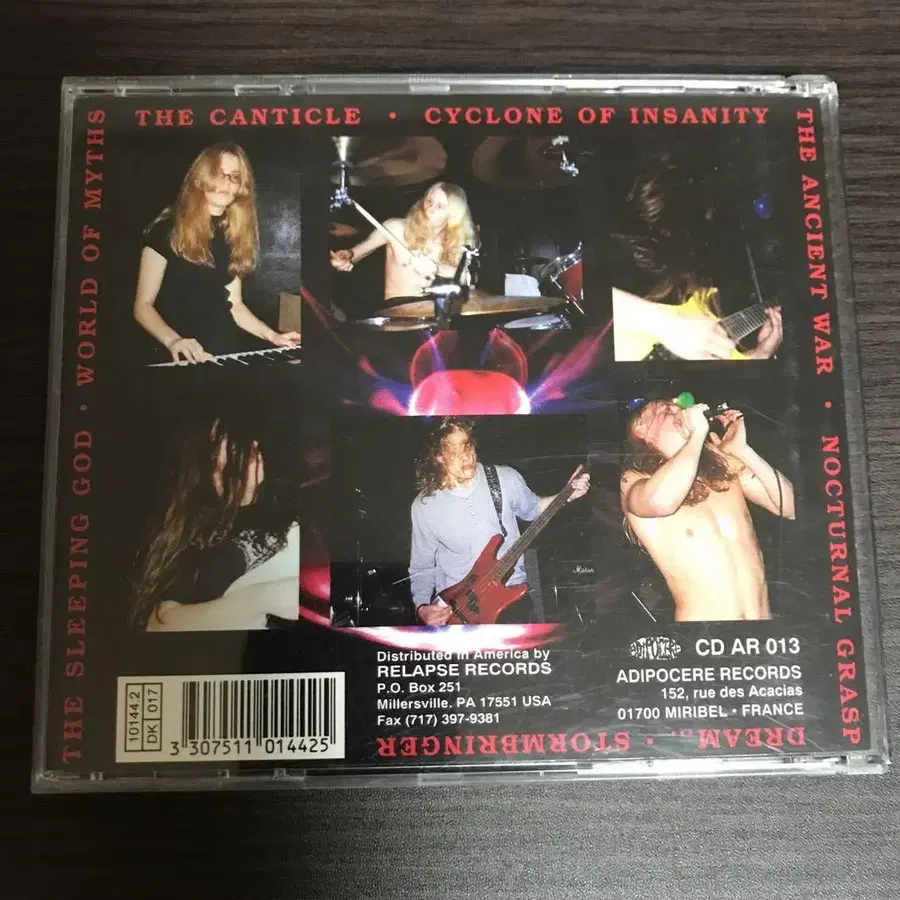 THE CANTICLE • CYCLONE OF INSANITY
THE ANCIENT WAR • NOCTURNAL GRASP
DREAM... • STORMBRINGER
THE SLEEPING GOD • WORLD OF MYTHS
Distributed in America by
RELAPSE RECORDS
P.O. Box 251
Millersville, PA 17551 USA
Fax (717) 397-9381
ADIPOCERE CD AR 013
ADIPOCERE RECORDS
152, rue des Acacias
01700 MIRIBEL • FRANCE
10144.2
DK 017
3 307511 014425